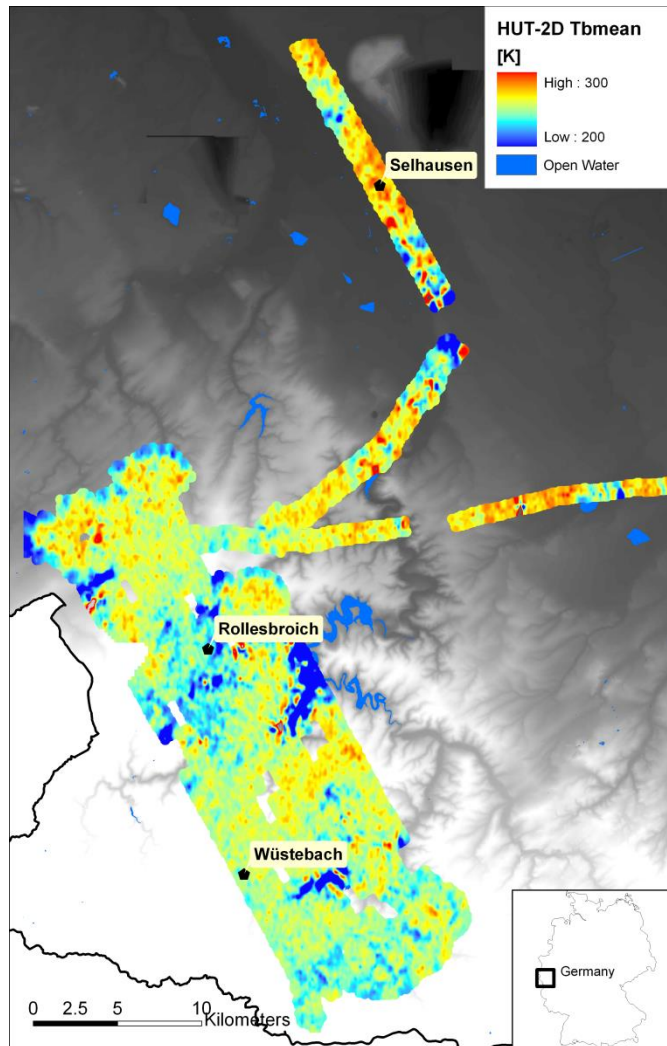 HUT-2D Tbmean
[K]
High : 300
Low : 200
Open Water
Selhausen
Rollesbroich
Wüstebach
0 2.5 5 10
Kilometers
Germany